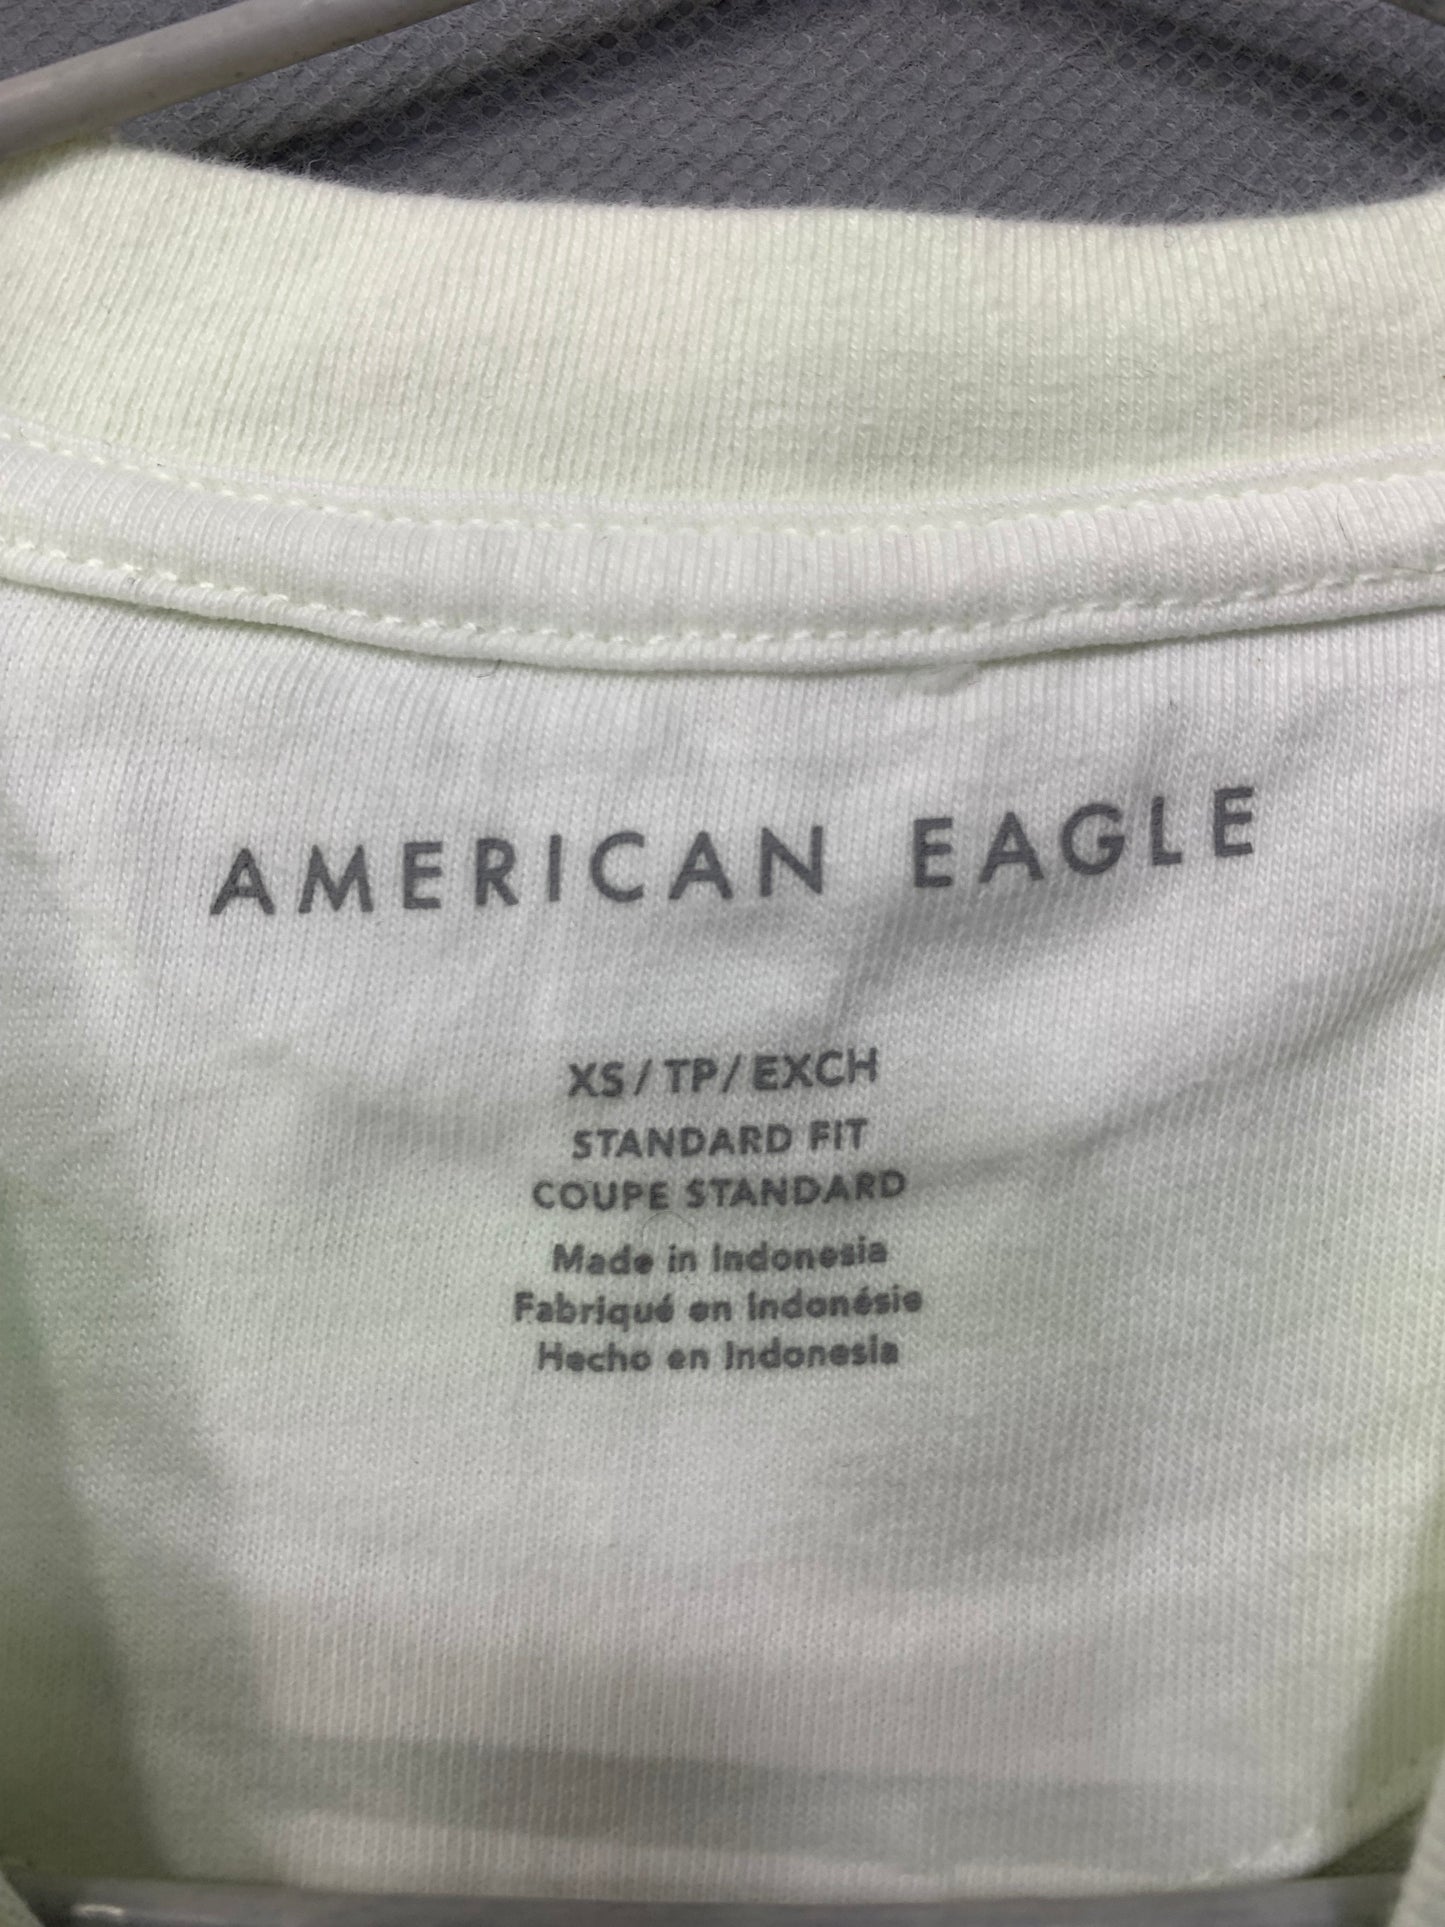 AMERICAN EAGLE
XS/TP/EXCH
STANDARD FIT
COUPE STANDARD
Made in Indonesia
Fabriqué en Indonésie
Hecho en Indonesia